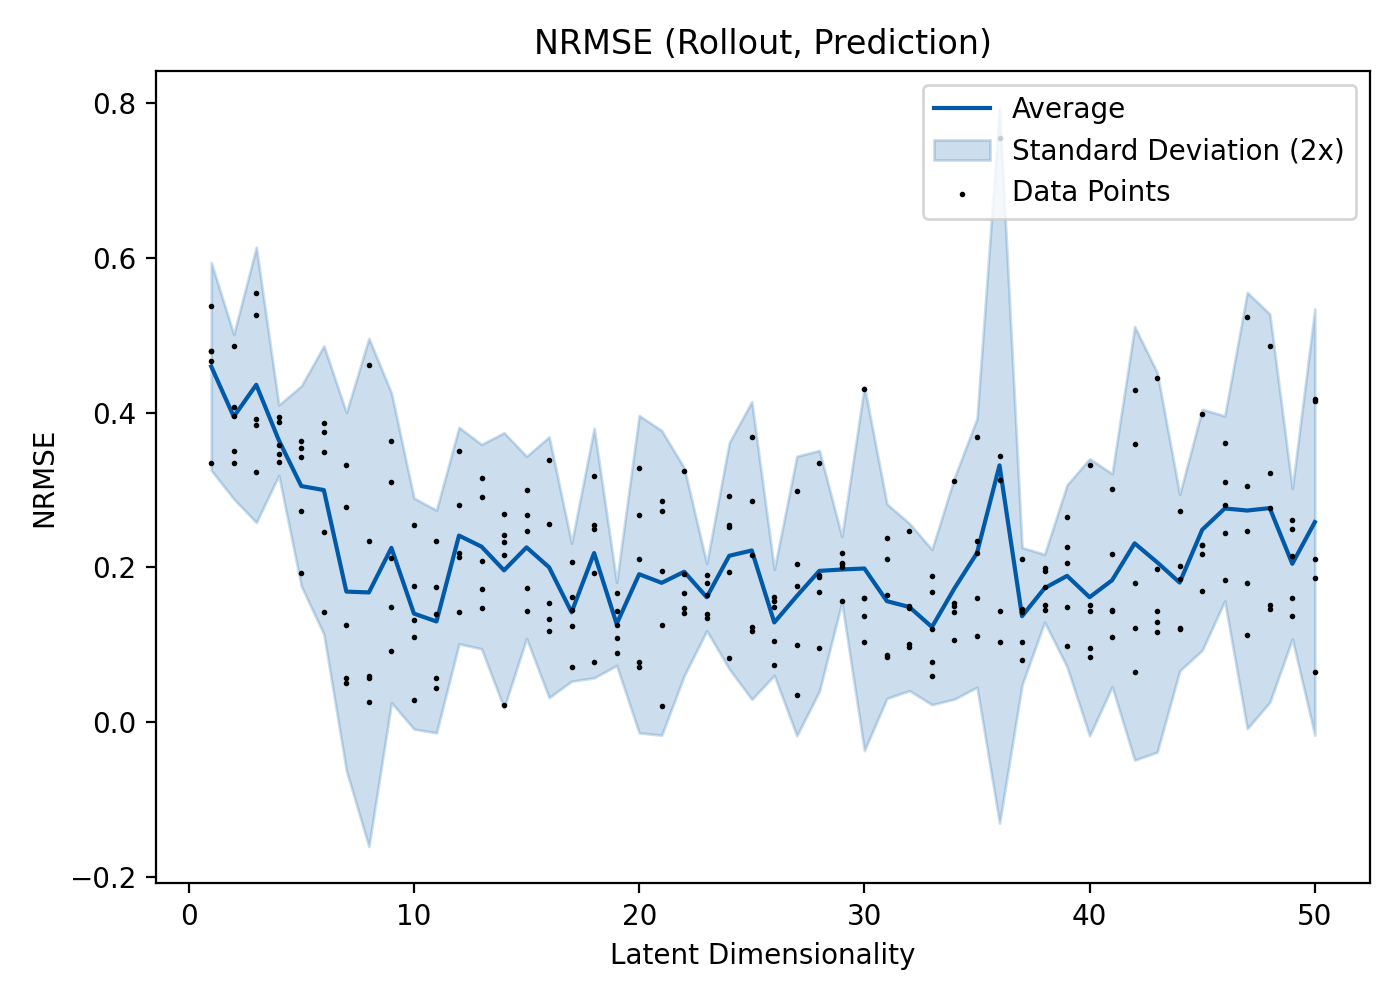 NRMSE (Rollout, Prediction)
Average
Standard Deviation (2x)
Data Points
0.8
0.6
0.4
0.2
0.0
−0.2
NRMSE
0 10 20 30 40 50
Latent Dimensionality